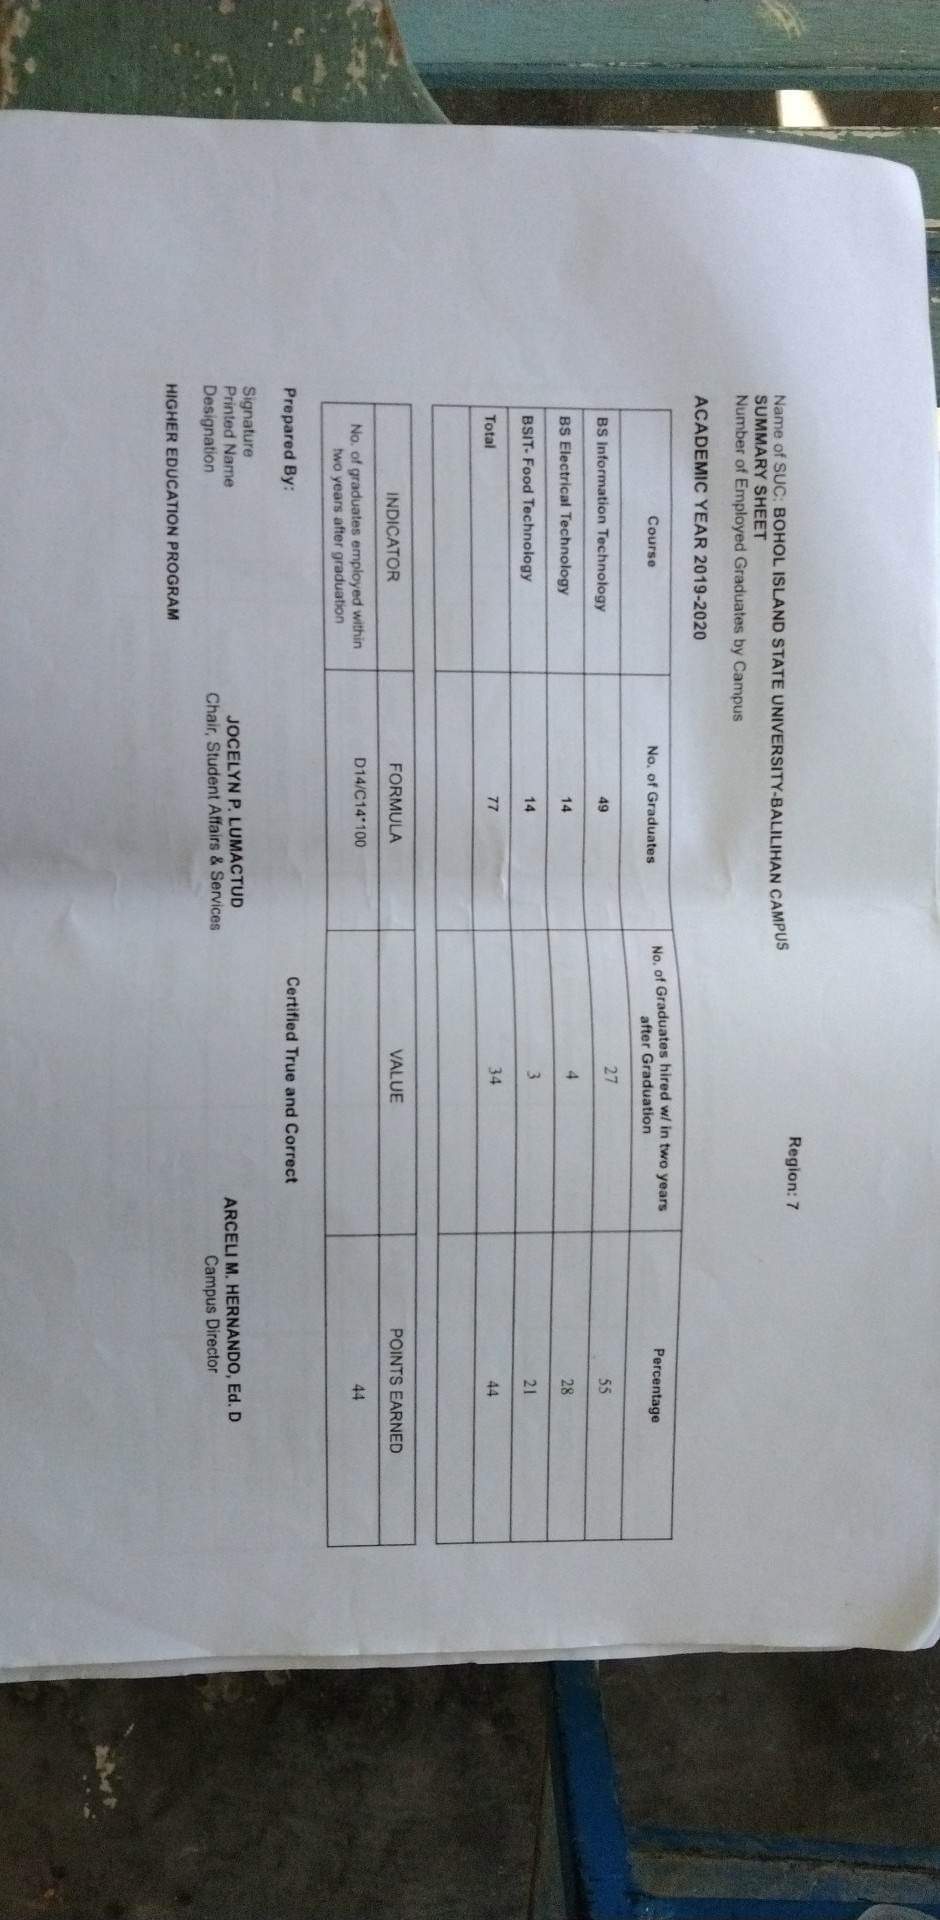 Name of SUC: BOHOL ISLAND STATE UNIVERSITY-BALILIHAN CAMPUS Region: 7
SUMMARY SHEET
Number of Employed Graduates by Campus
ACADEMIC YEAR 2019-2020
Course No. of Graduates No. of Graduates hired w/ in two years after Graduation Percentage
BS Information Technology 49 27 55
BS Electrical Technology 14 4 28
BSIT- Food Technology 14 3 21
Total 77 34 44
INDICATOR FORMULA VALUE POINTS EARNED
No. of graduates employed within two years after graduation D14/C14*100 44
Prepared By: Certified True and Correct
Signature
Printed Name JOCELYN P. LUMACTUD ARCELI M. HERNANDO, Ed. D
Designation Chair, Student Affairs & Services Campus Director
HIGHER EDUCATION PROGRAM